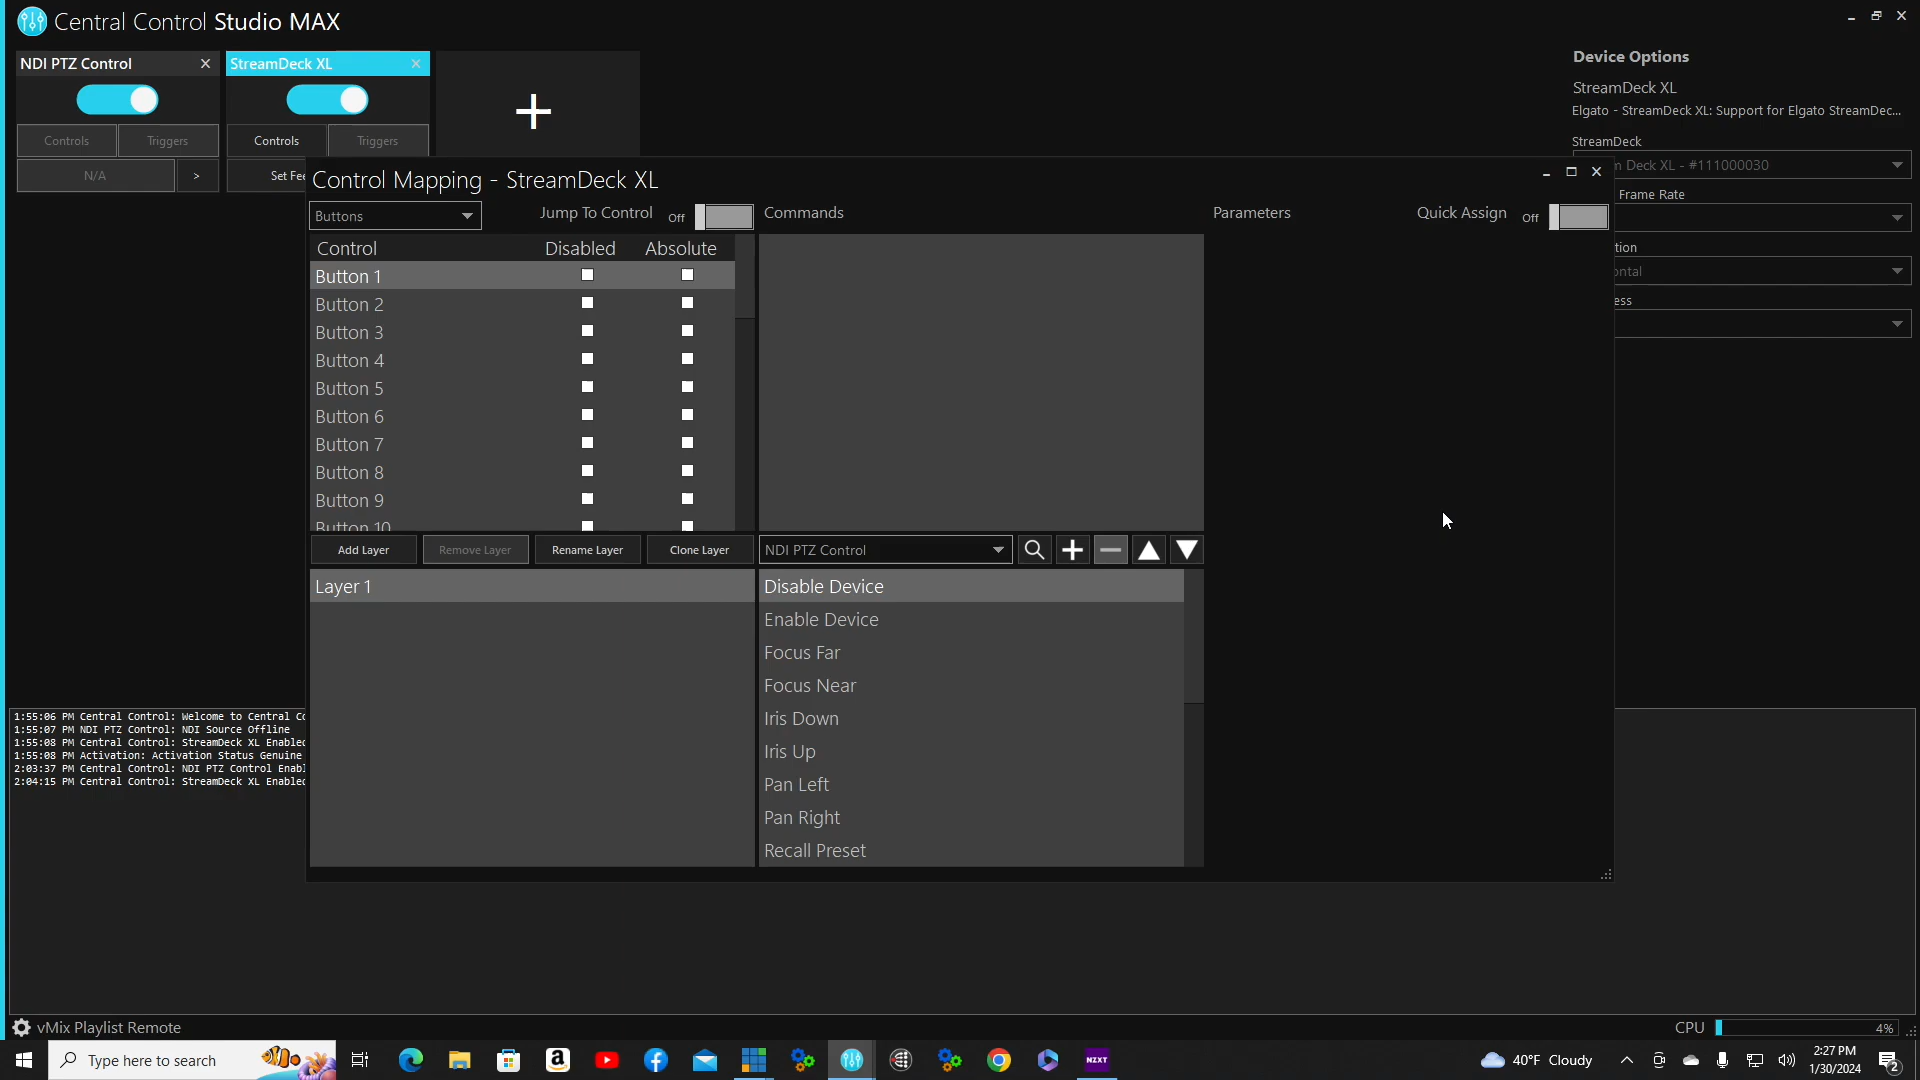 Central Control Studio MAX
NDI PTZ Control
StreamDeck XL
Controls
Triggers
Controls
Triggers
N/A
>
Set Fee
Device Options
StreamDeck XL
Elgato - StreamDeck XL: Support for Elgato StreamDec...
StreamDeck
m Deck XL - #111000030
Frame Rate
tion
ontal
ess
Control Mapping - StreamDeck XL
Buttons
Jump To Control
Off
Commands
Parameters
Quick Assign
Off
Control
Disabled
Absolute
Button 1
Button 2
Button 3
Button 4
Button 5
Button 6
Button 7
Button 8
Button 9
Button 10
Add Layer
Remove Layer
Rename Layer
Clone Layer
NDI PTZ Control
Layer 1
Disable Device
Enable Device
Focus Far
Focus Near
Iris Down
Iris Up
Pan Left
Pan Right
Recall Preset
1:55:06 PM Central Control: Welcome to Central Co
1:55:07 PM NDI PTZ Control: NDI Source Offline
1:55:08 PM Central Control: StreamDeck XL Enabled
1:55:08 PM Activation: Activation Status Genuine
2:03:37 PM Central Control: NDI PTZ Control Enabl
2:04:15 PM Central Control: StreamDeck XL Enabled
vMix Playlist Remote
CPU
4%
Type here to search
NZXT
40°F Cloudy
2:27 PM
1/30/2024
2